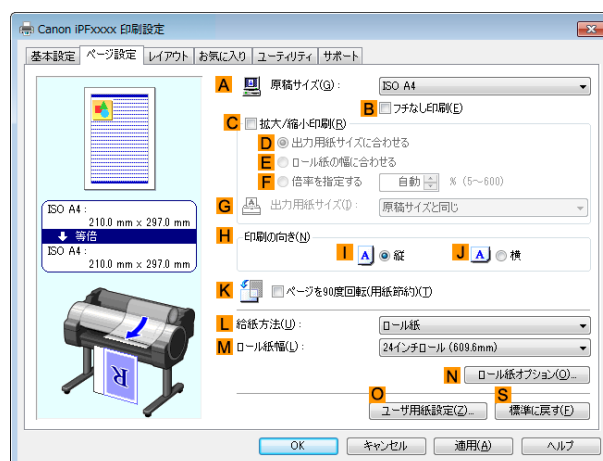 Canon iPFxxxx 印刷設定
基本設定 ページ設定 レイアウト お気に入り ユーティリティ サポート
A 原稿サイズ(G): ISO A4
B フチなし印刷(E)
C 拡大/縮小印刷(R)
D 出力用紙サイズに合わせる
E ロール紙の幅に合わせる
F 倍率を指定する 自動 % (5～600)
G 出力用紙サイズ(I): 原稿サイズと同じ
ISO A4 :
210.0 mm x 297.0 mm
等倍
ISO A4 :
210.0 mm x 297.0 mm
H 印刷の向き(N)
I A 縦 J A 横
K ページを90度回転(用紙節約)(T)
L 給紙方法(U): ロール紙
M ロール紙幅(L): 24インチロール (609.6mm)
N ロール紙オプション(O)...
O S
ユーザ用紙設定(Z)... 標準に戻す(F)
R
OK キャンセル 適用(A) ヘルプ